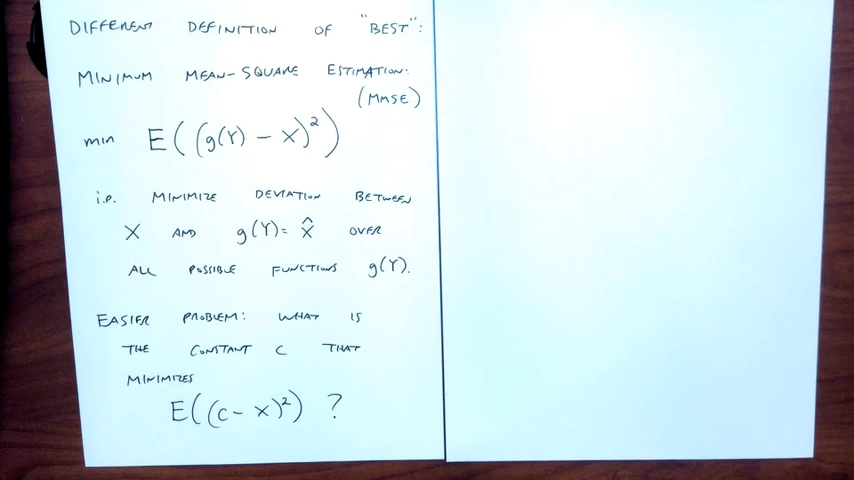 DIFFERENT DEFINITION OF "BEST":
MINIMUM MEAN-SQUARE ESTIMATION:
(MMSE)
min E((g(Y) - X)²)
i.e. MINIMIZE DEVIATION BETWEEN
X AND g(Y) = X̂ OVER
ALL POSSIBLE FUNCTIONS g(Y).
EASIER PROBLEM: WHAT IS
THE CONSTANT C THAT
MINIMIZES
E((C - X)²) ?